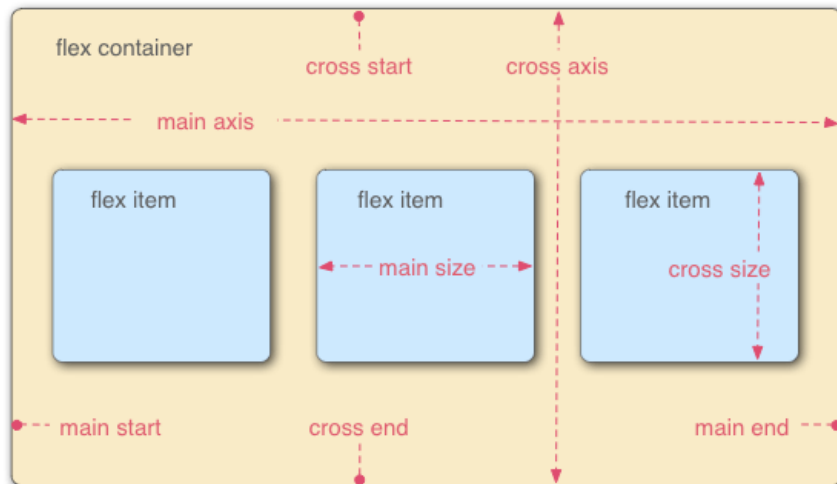 flex container
cross start
cross axis
main axis
flex item
flex item
flex item
main size
cross size
main start
cross end
main end